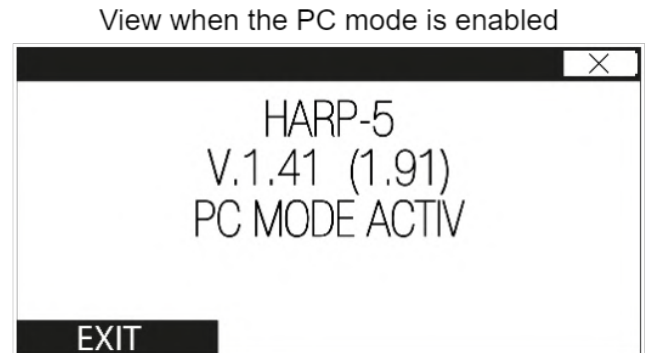 View when the PC mode is enabled
HARP-5
V.1.41 (1.91)
PC MODE ACTIV
EXIT